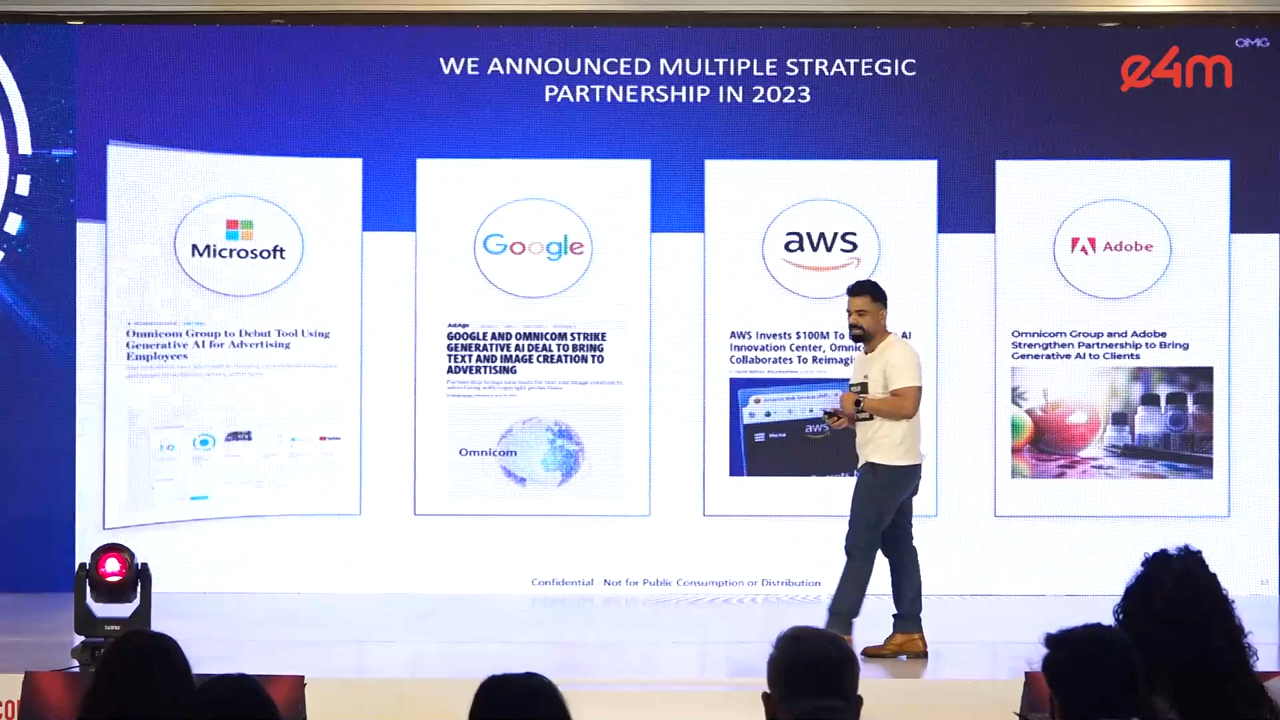 WE ANNOUNCED MULTIPLE STRATEGIC
PARTNERSHIP IN 2023
OMG
e4m
Microsoft
Omnicom Group to Debut Tool Using
Generative AI for Advertising
Employees
Google
AdAge
GOOGLE AND OMNICOM STRIKE
GENERATIVE AI DEAL TO BRING
TEXT AND IMAGE CREATION TO
ADVERTISING
Omnicom
aws
AWS Invests $100M To AI
Innovation Center,
Collaborates To
aws
Adobe
Omnicom Group and Adobe
Strengthen Partnership to Bring
Generative AI to Clients
Confidential - Not for Public Consumption or Distribution